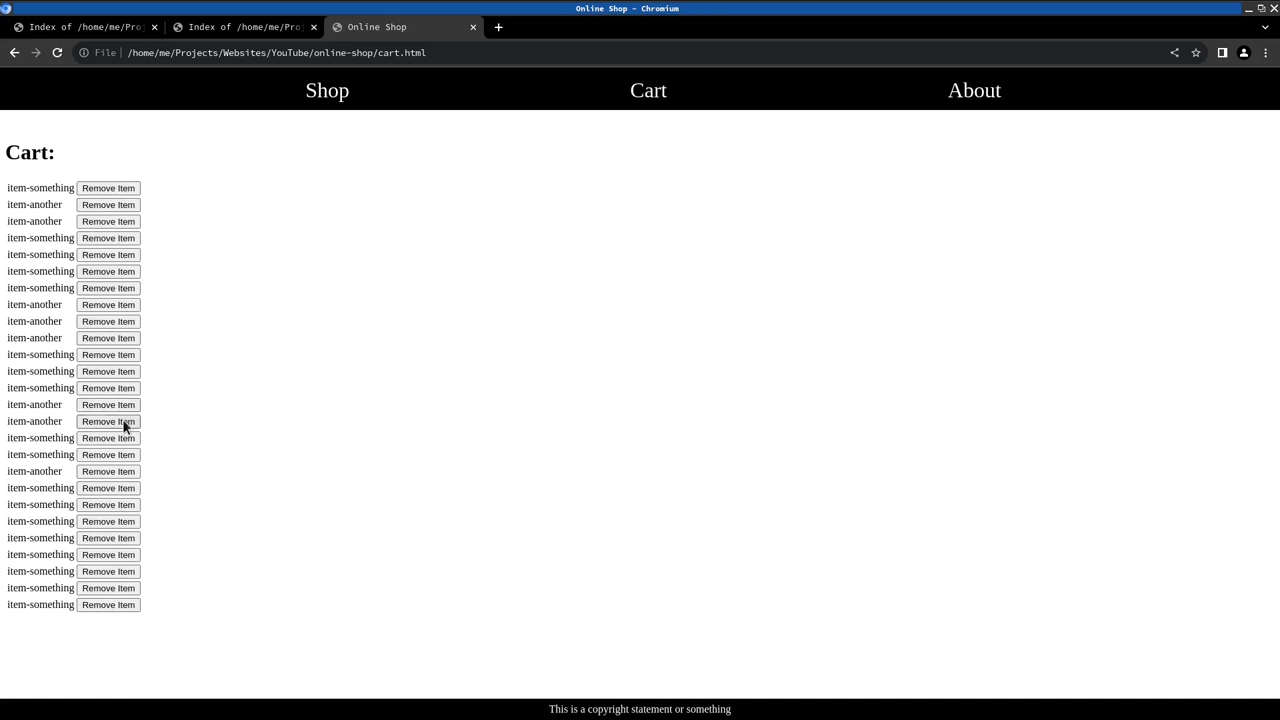 Online Shop - Chromium
Index of /home/me/Pro Index of /home/me/Pro Online Shop
File /home/me/Projects/Websites/YouTube/online-shop/cart.html
Shop Cart About
Cart:
item-something Remove Item
item-another Remove Item
item-another Remove Item
item-something Remove Item
item-something Remove Item
item-something Remove Item
item-something Remove Item
item-another Remove Item
item-another Remove Item
item-another Remove Item
item-something Remove Item
item-something Remove Item
item-something Remove Item
item-another Remove Item
item-another Remove Item
item-something Remove Item
item-something Remove Item
item-another Remove Item
item-something Remove Item
item-something Remove Item
item-something Remove Item
item-something Remove Item
item-something Remove Item
item-something Remove Item
item-something Remove Item
item-something Remove Item
This is a copyright statement or something